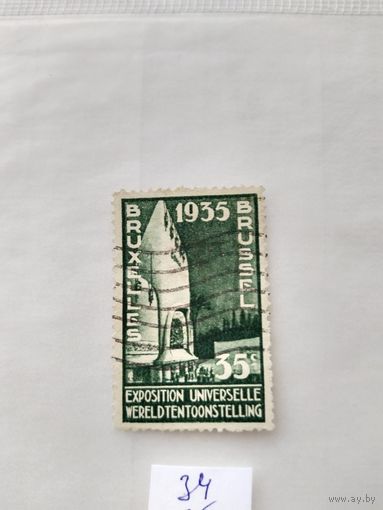 1935
BRUXELLES
BRUSSEL
35c
EXPOSITION UNIVERSELLE
WERELDTENTOONSTELLING
34
www.ay.by